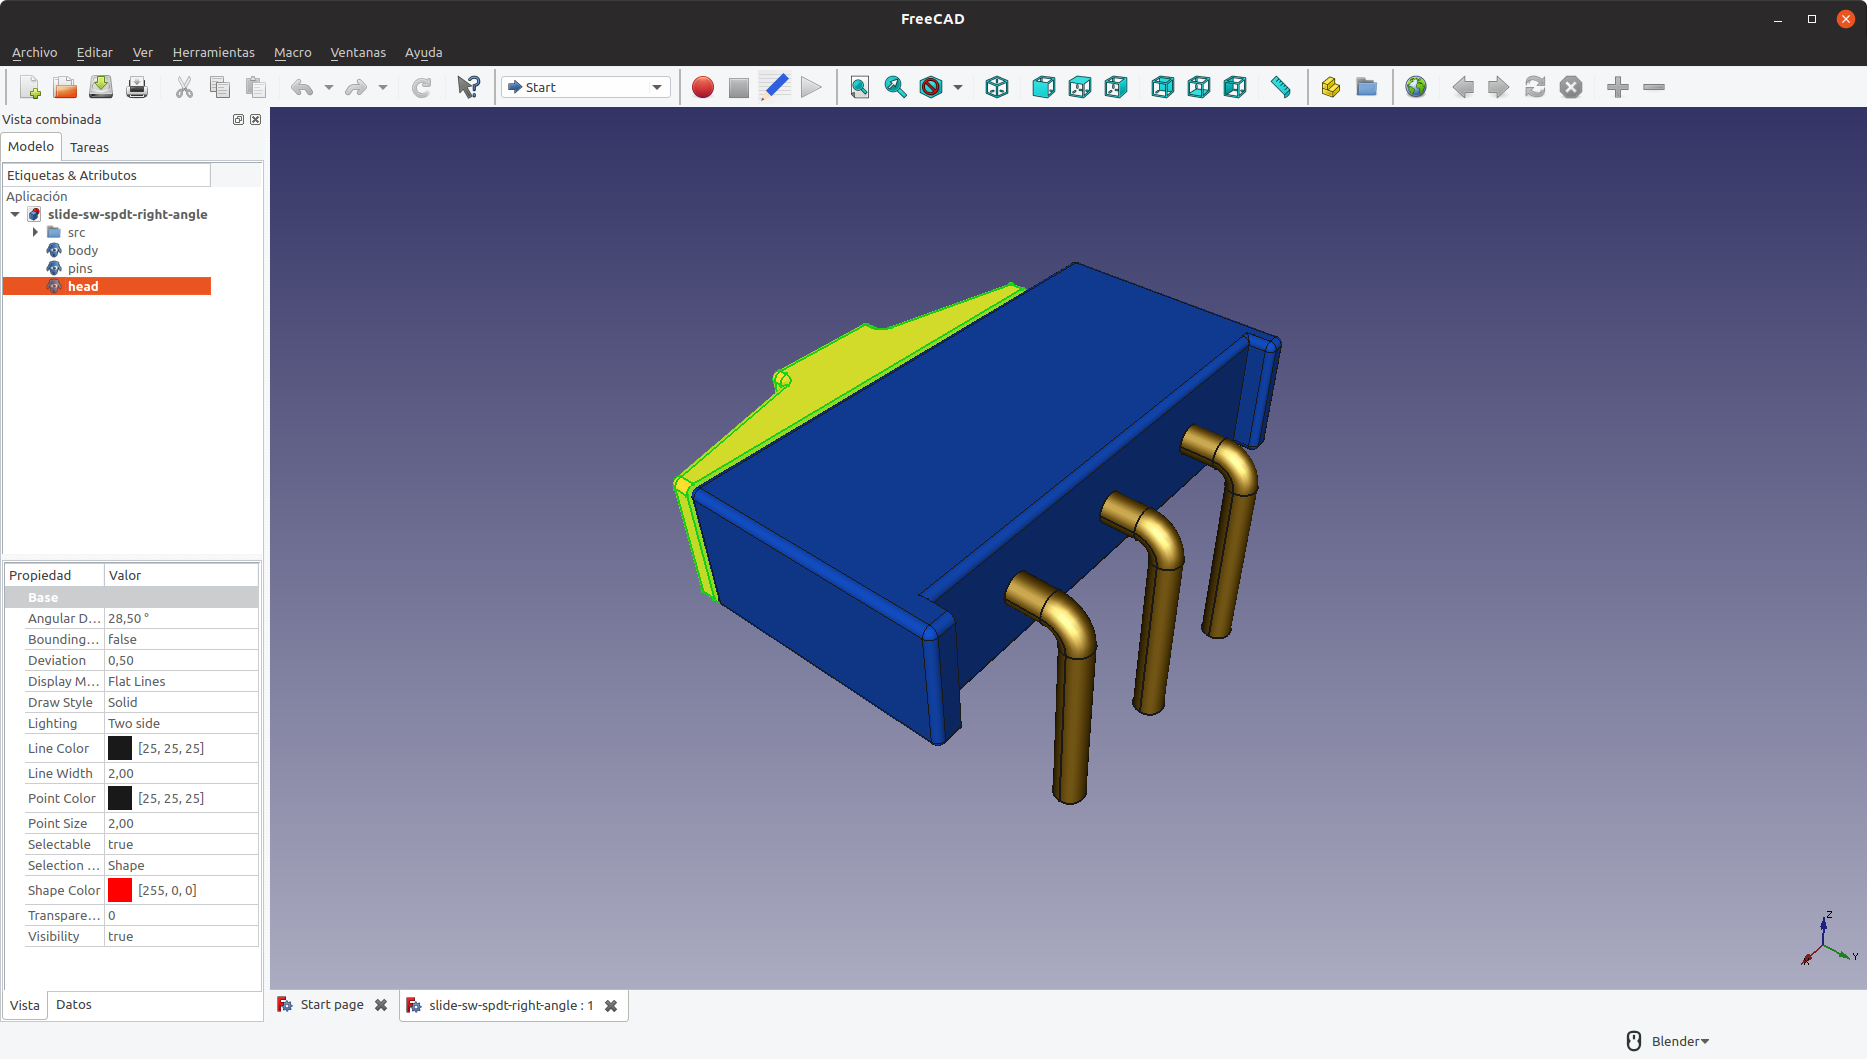 FreeCAD
Archivo Editar Ver Herramientas Macro Ventanas Ayuda
Start
Vista combinada
Modelo Tareas
Etiquetas & Atributos
Aplicación
slide-sw-spdt-right-angle
src
body
pins
head
Propiedad Valor
Base
Angular D... 28,50 °
Bounding... false
Deviation 0,50
Display M... Flat Lines
Draw Style Solid
Lighting Two side
Line Color [25, 25, 25]
Line Width 2,00
Point Color [25, 25, 25]
Point Size 2,00
Selectable true
Selection ... Shape
Shape Color [255, 0, 0]
Transpare... 0
Visibility true
Z
Y
X
Vista Datos
Start page
slide-sw-spdt-right-angle : 1
Blender